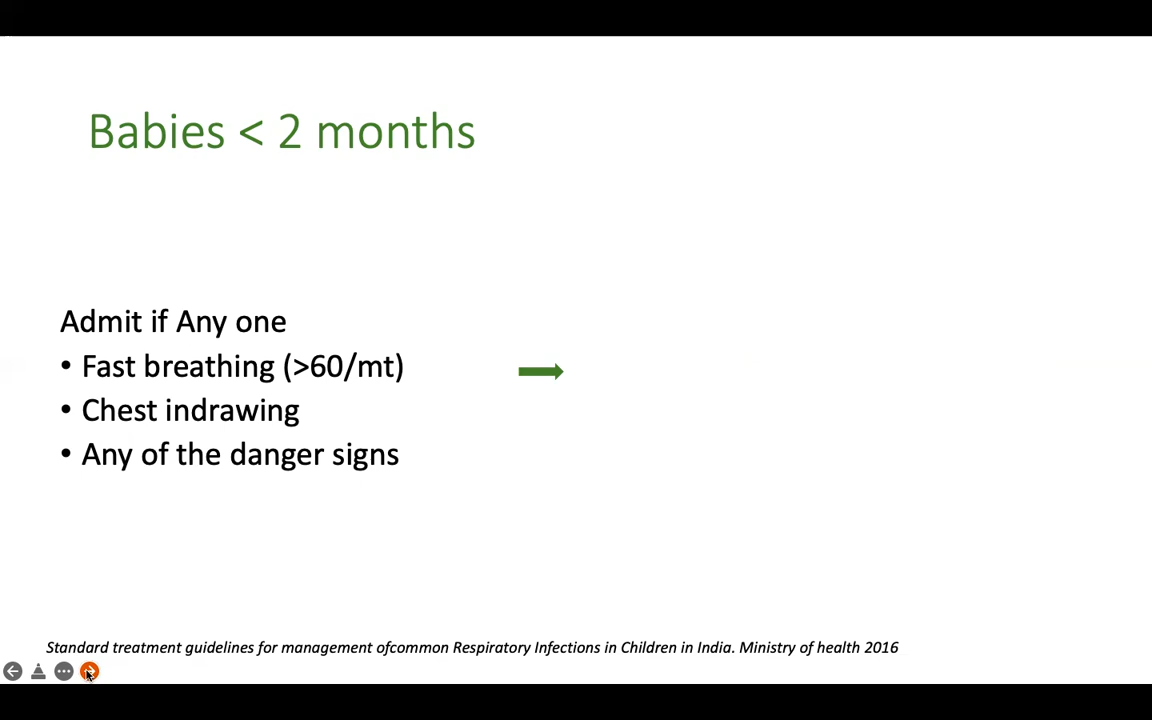 Babies < 2 months
Admit if Any one
• Fast breathing (>60/mt)
• Chest indrawing
• Any of the danger signs
Standard treatment guidelines for management ofcommon Respiratory Infections in Children in India. Ministry of health 2016